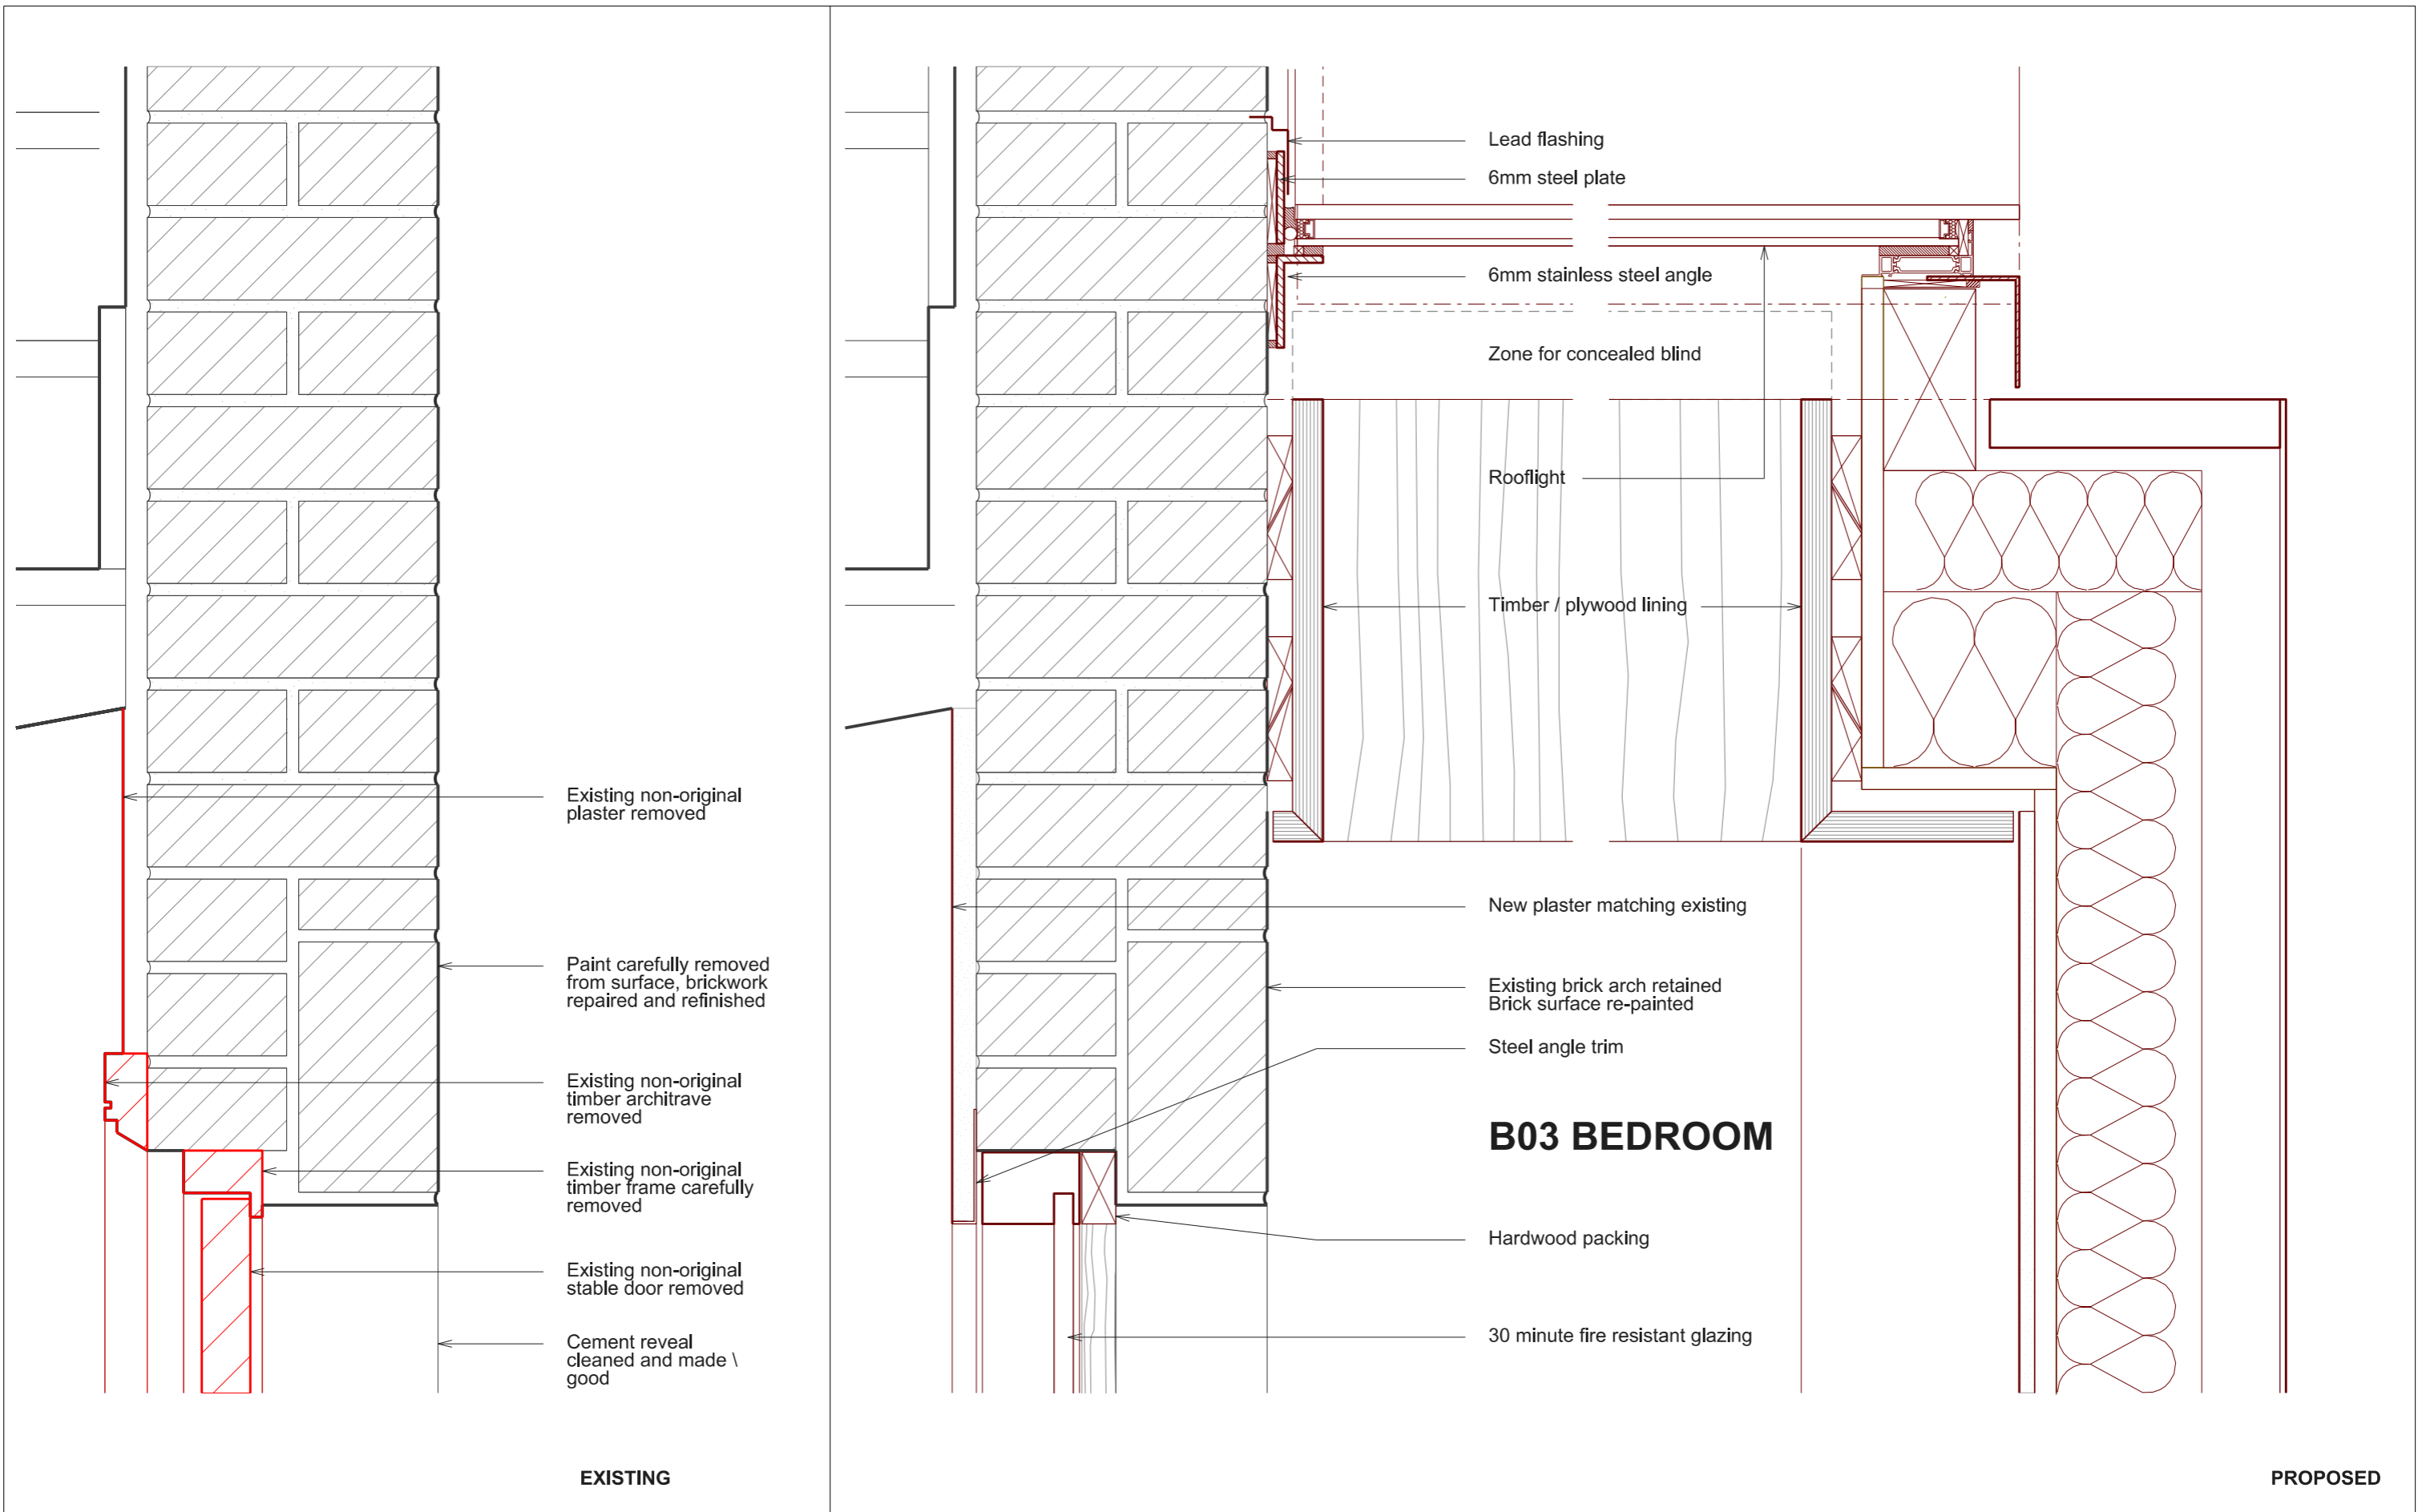 Existing non-original
plaster removed
Paint carefully removed
from surface, brickwork
repaired and refinished
Existing non-original
timber architrave
removed
Existing non-original
timber frame carefully
removed
Existing non-original
stable door removed
Cement reveal
cleaned and made \
good
EXISTING
Lead flashing
6mm steel plate
6mm stainless steel angle
Zone for concealed blind
Rooflight
Timber / plywood lining
New plaster matching existing
Existing brick arch retained
Brick surface re-painted
Steel angle trim
B03 BEDROOM
Hardwood packing
30 minute fire resistant glazing
PROPOSED